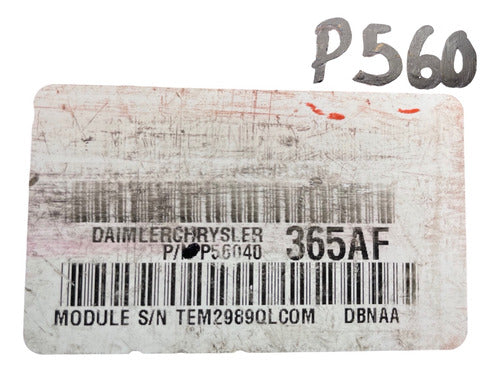 P560
DAIMLERCHRYSLER 365AF
P/ P56040
MODULE S/N TEM2989QLCOM DBNAA